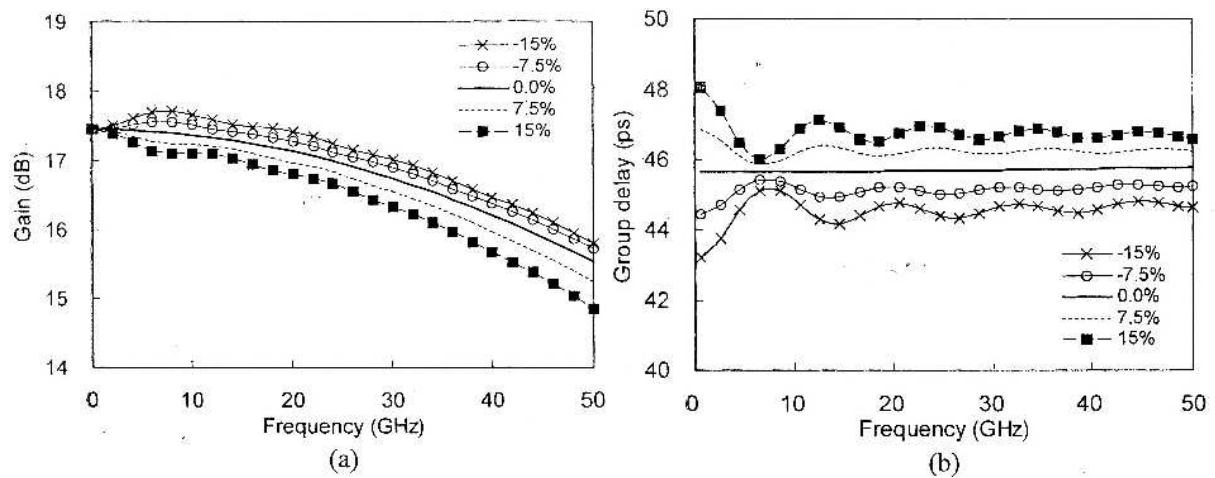 19
18
17
16
15
14
Gain (dB)
-15%
-7.5%
0.0%
7.5%
15%
0 10 20 30 40 50
Frequency (GHz)
(a)
50
48
46
44
42
40
Group delay (ps)
-15%
-7.5%
0.0%
7.5%
15%
0 10 20 30 40 50
Frequency (GHz)
(b)